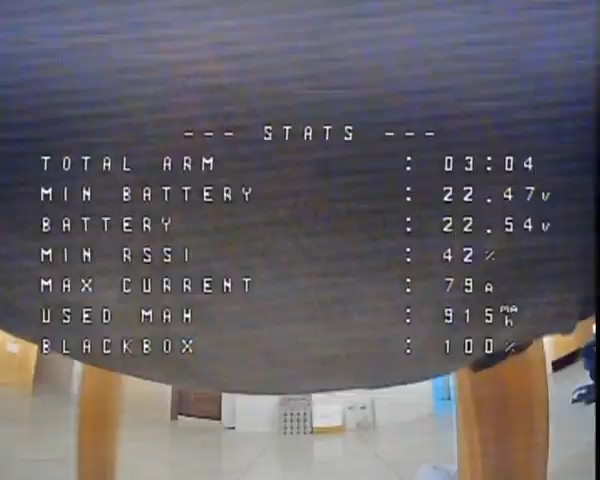 --- STATS ---
TOTAL ARM : 03:04
MIN BATTERY : 22.47V
BATTERY : 22.54V
MIN RSSI : 42%
MAX CURRENT : 79A
USED MAH : 915MAH
BLACKBOX : 100%